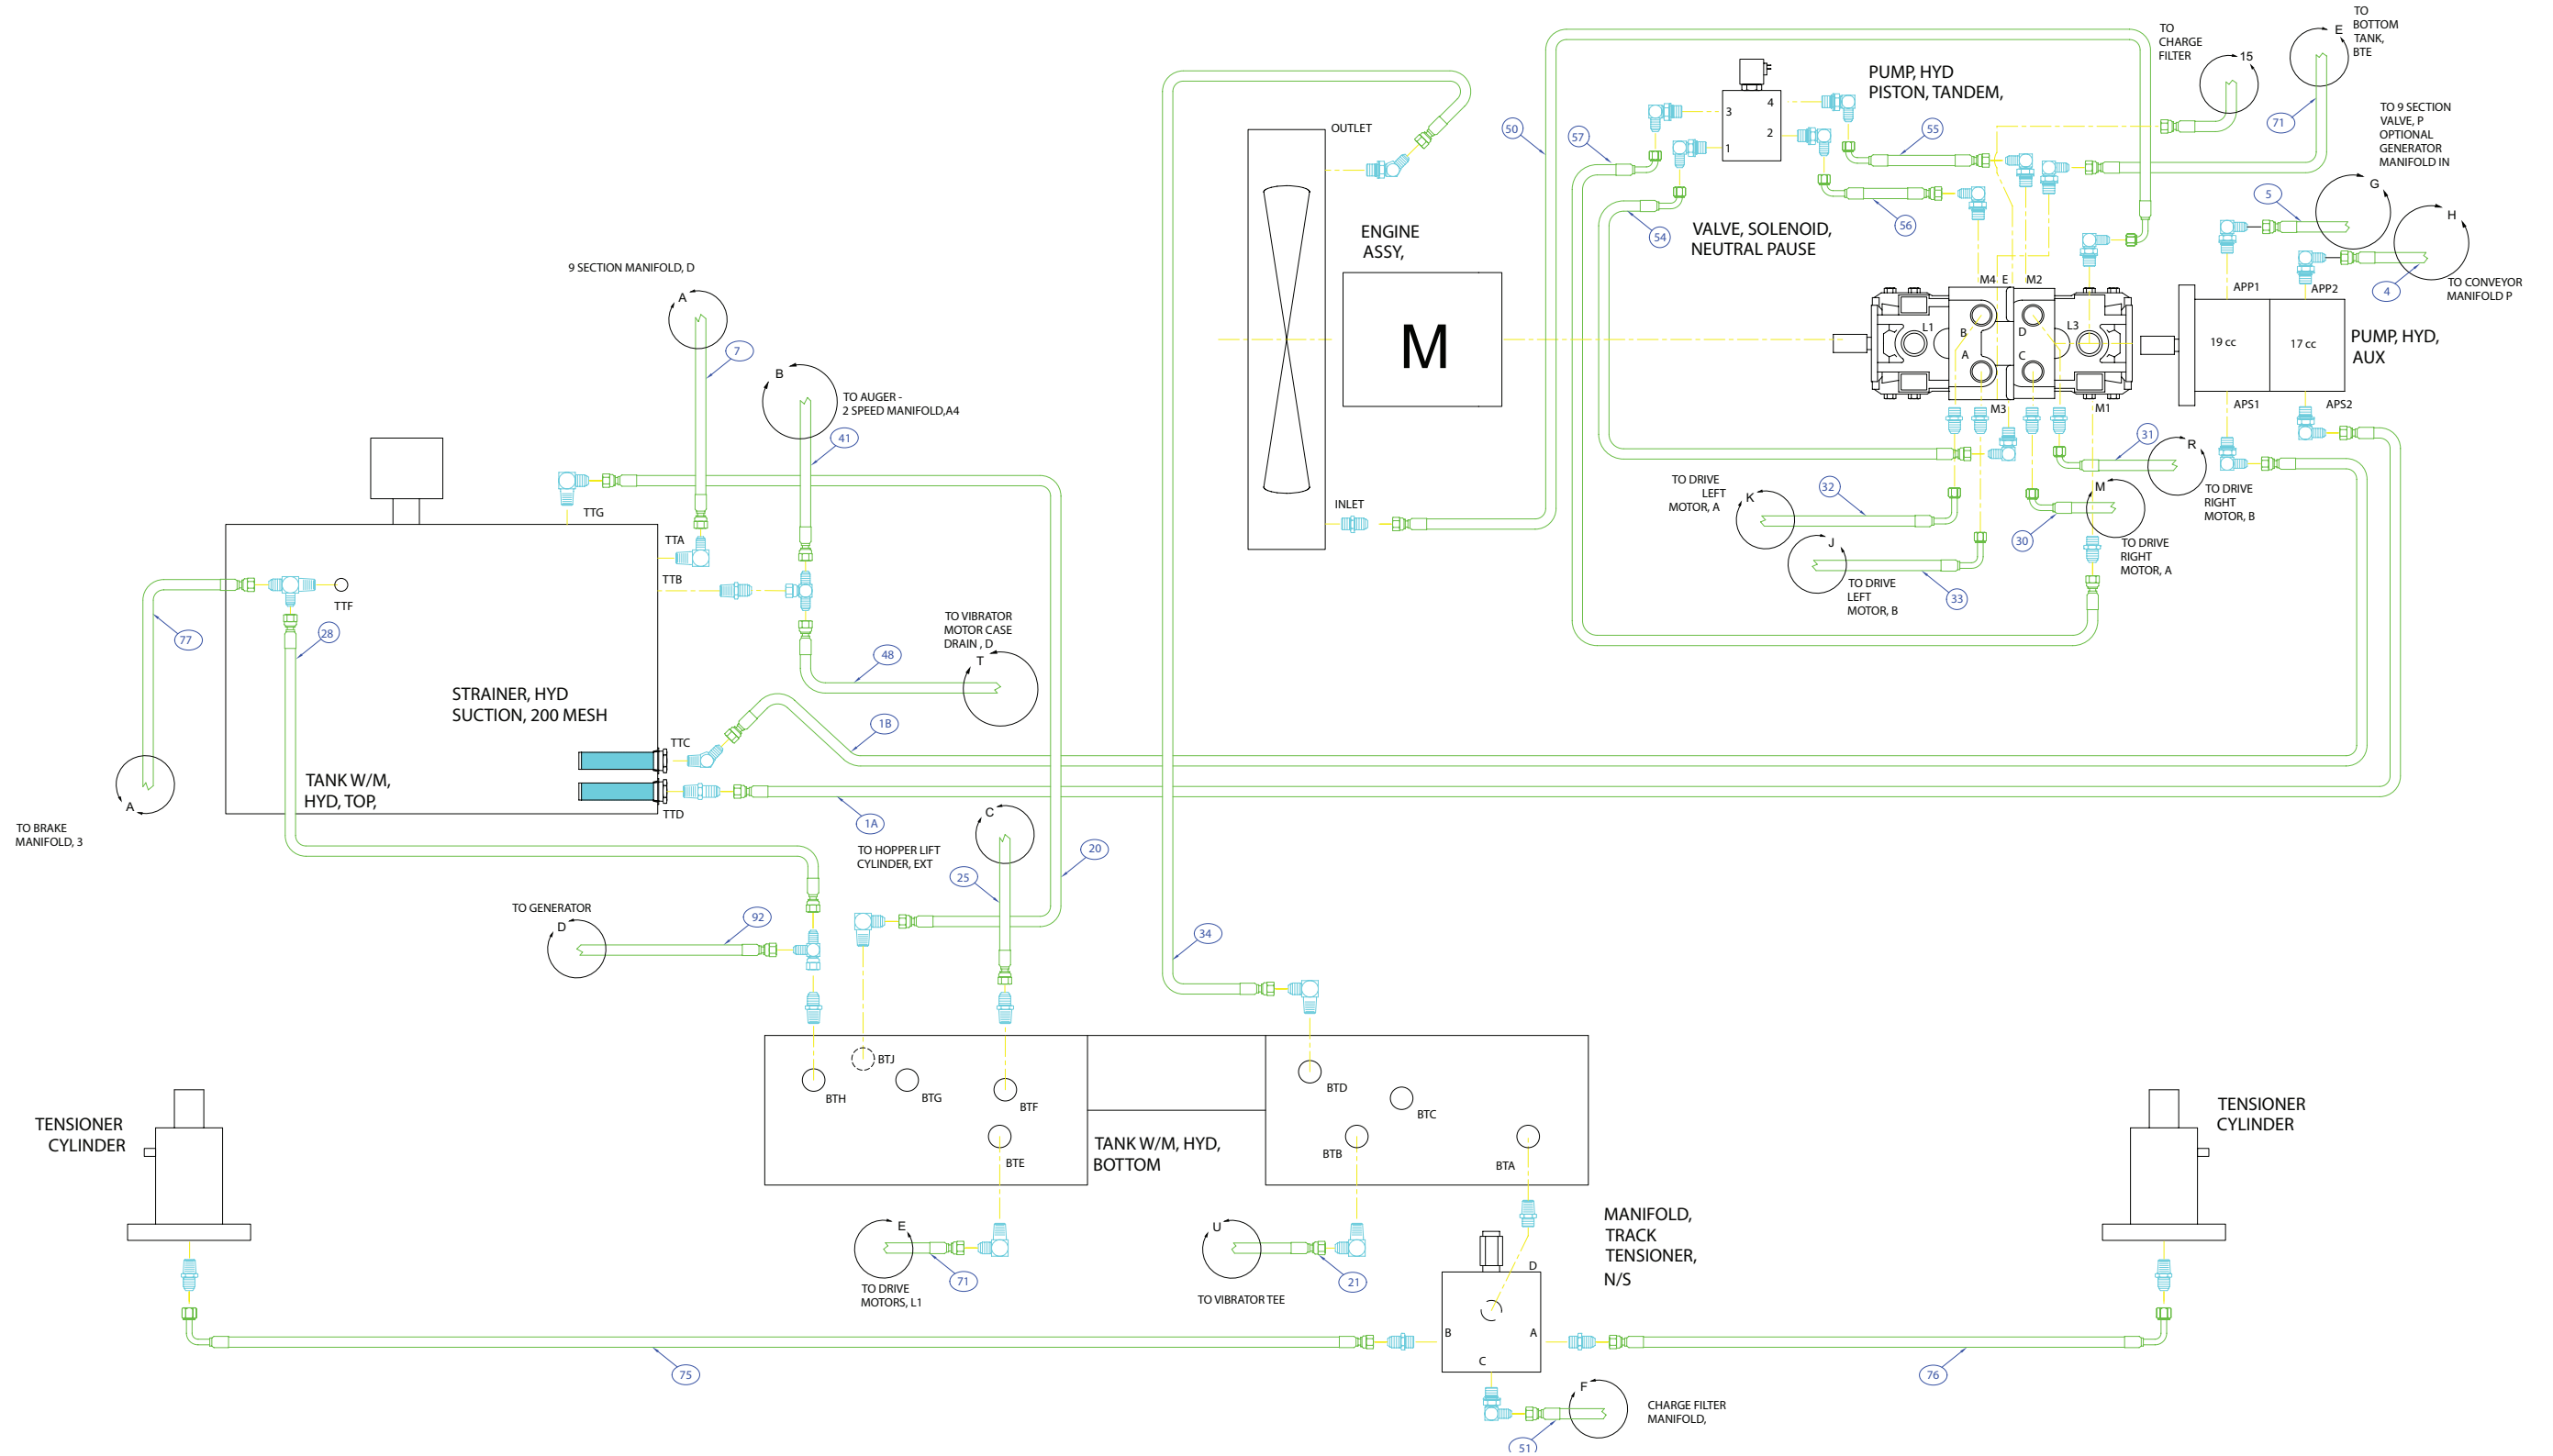 TO
BOTTOM
TANK,
BTE
E
TO
CHARGE
FILTER
15
71
PUMP, HYD
PISTON, TANDEM,
3
4
2
1
OUTLET
50
57
55
TO 9 SECTION
VALVE, P
OPTIONAL
GENERATOR
MANIFOLD IN
G
5
H
56
54
VALVE, SOLENOID,
NEUTRAL PAUSE
ENGINE
ASSY,
M
9 SECTION MANIFOLD, D
A
7
TO CONVEYOR
MANIFOLD P
4
M4
E
M2
APP1
APP2
L1
B
A
D
C
L3
19 cc
17 cc
PUMP, HYD,
AUX
M3
M1
APS1
APS2
B
TO AUGER -
2 SPEED MANIFOLD,A4
41
31
R
TO DRIVE
RIGHT
MOTOR, B
TO DRIVE
LEFT
MOTOR, A
K
32
M
30
TO DRIVE
RIGHT
MOTOR, A
J
TO DRIVE
LEFT
MOTOR, B
33
INLET
TTG
TTA
TTB
TTF
77
28
TO VIBRATOR
MOTOR CASE
DRAIN , D
T
48
STRAINER, HYD
SUCTION, 200 MESH
1B
TTC
TANK W/M,
HYD, TOP,
TTD
A
TO BRAKE
MANIFOLD, 3
1A
C
TO HOPPER LIFT
CYLINDER, EXT
25
20
TO GENERATOR
D
92
34
BTJ
BTH
BTG
BTF
BTE
BTD
BTC
BTB
BTA
TANK W/M, HYD,
BOTTOM
TENSIONER
CYLINDER
TENSIONER
CYLINDER
E
71
TO DRIVE
MOTORS, L1
U
21
TO VIBRATOR TEE
MANIFOLD,
TRACK
TENSIONER,
N/S
D
B
A
C
75
76
F
CHARGE FILTER
MANIFOLD,
51